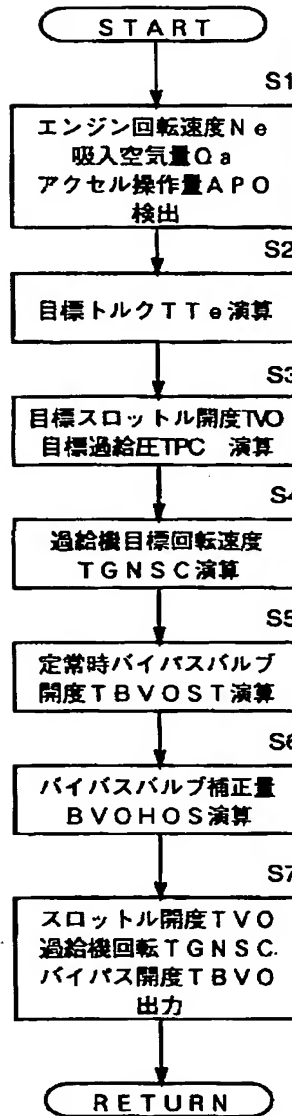 START
S1
エンジン回転速度Ne
吸入空気量Qa
アクセル操作量APO
検出
S2
目標トルクTTe演算
S3
目標スロットル開度TVO
目標過給圧TPC 演算
S4
過給機目標回転速度
TGNSC演算
S5
定常時バイパスバルブ
開度TBVOST演算
S6
バイパスバルブ補正量
BVOHOS演算
S7
スロットル開度TVO
過給機回転TGNSC.
バイパス開度TBVO
出力
RETURN